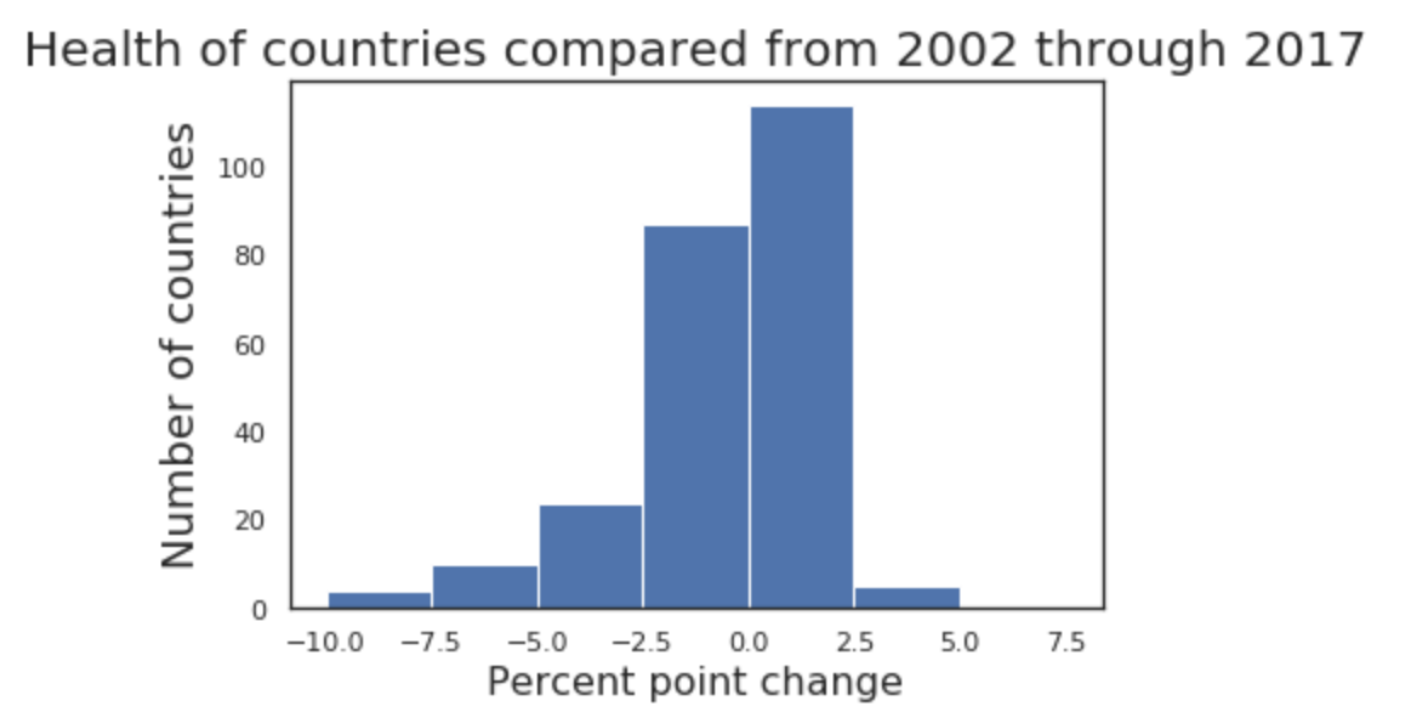 Health of countries compared from 2002 through 2017
Number of countries
100
80
60
40
20
0
−10.0 −7.5 −5.0 −2.5 0.0 2.5 5.0 7.5
Percent point change